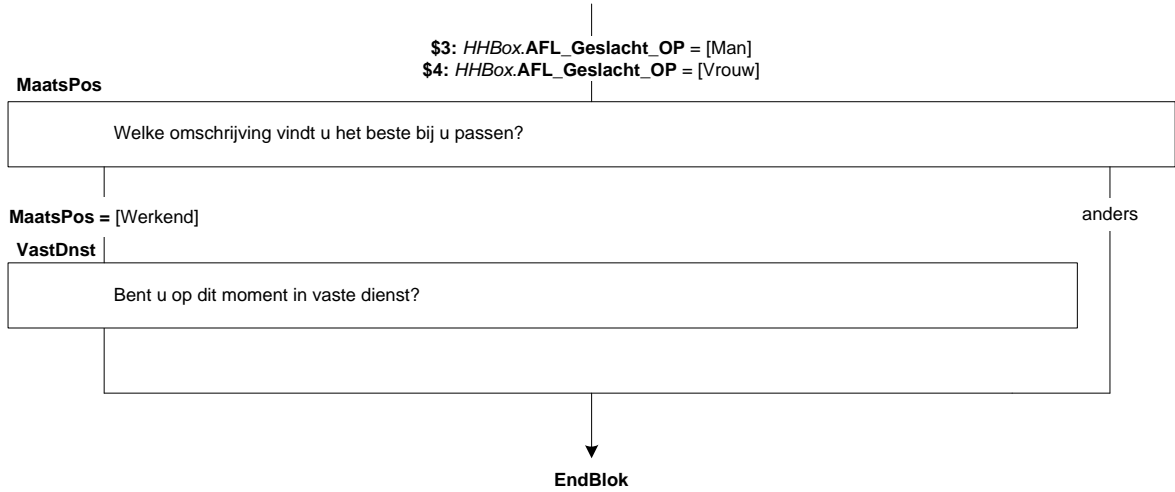 $3: HHBox.AFL_Geslacht_OP = [Man]
$4: HHBox.AFL_Geslacht_OP = [Vrouw]
MaatsPos
Welke omschrijving vindt u het beste bij u passen?
MaatsPos = [Werkend]
anders
VastDnst
Bent u op dit moment in vaste dienst?
EndBlok